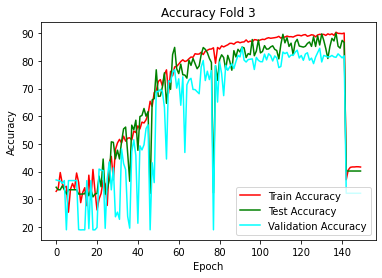 Accuracy Fold 3
Accuracy
90
80
70
60
50
40
30
20
Train Accuracy
Test Accuracy
Validation Accuracy
0 20 40 60 80 100 120 140
Epoch